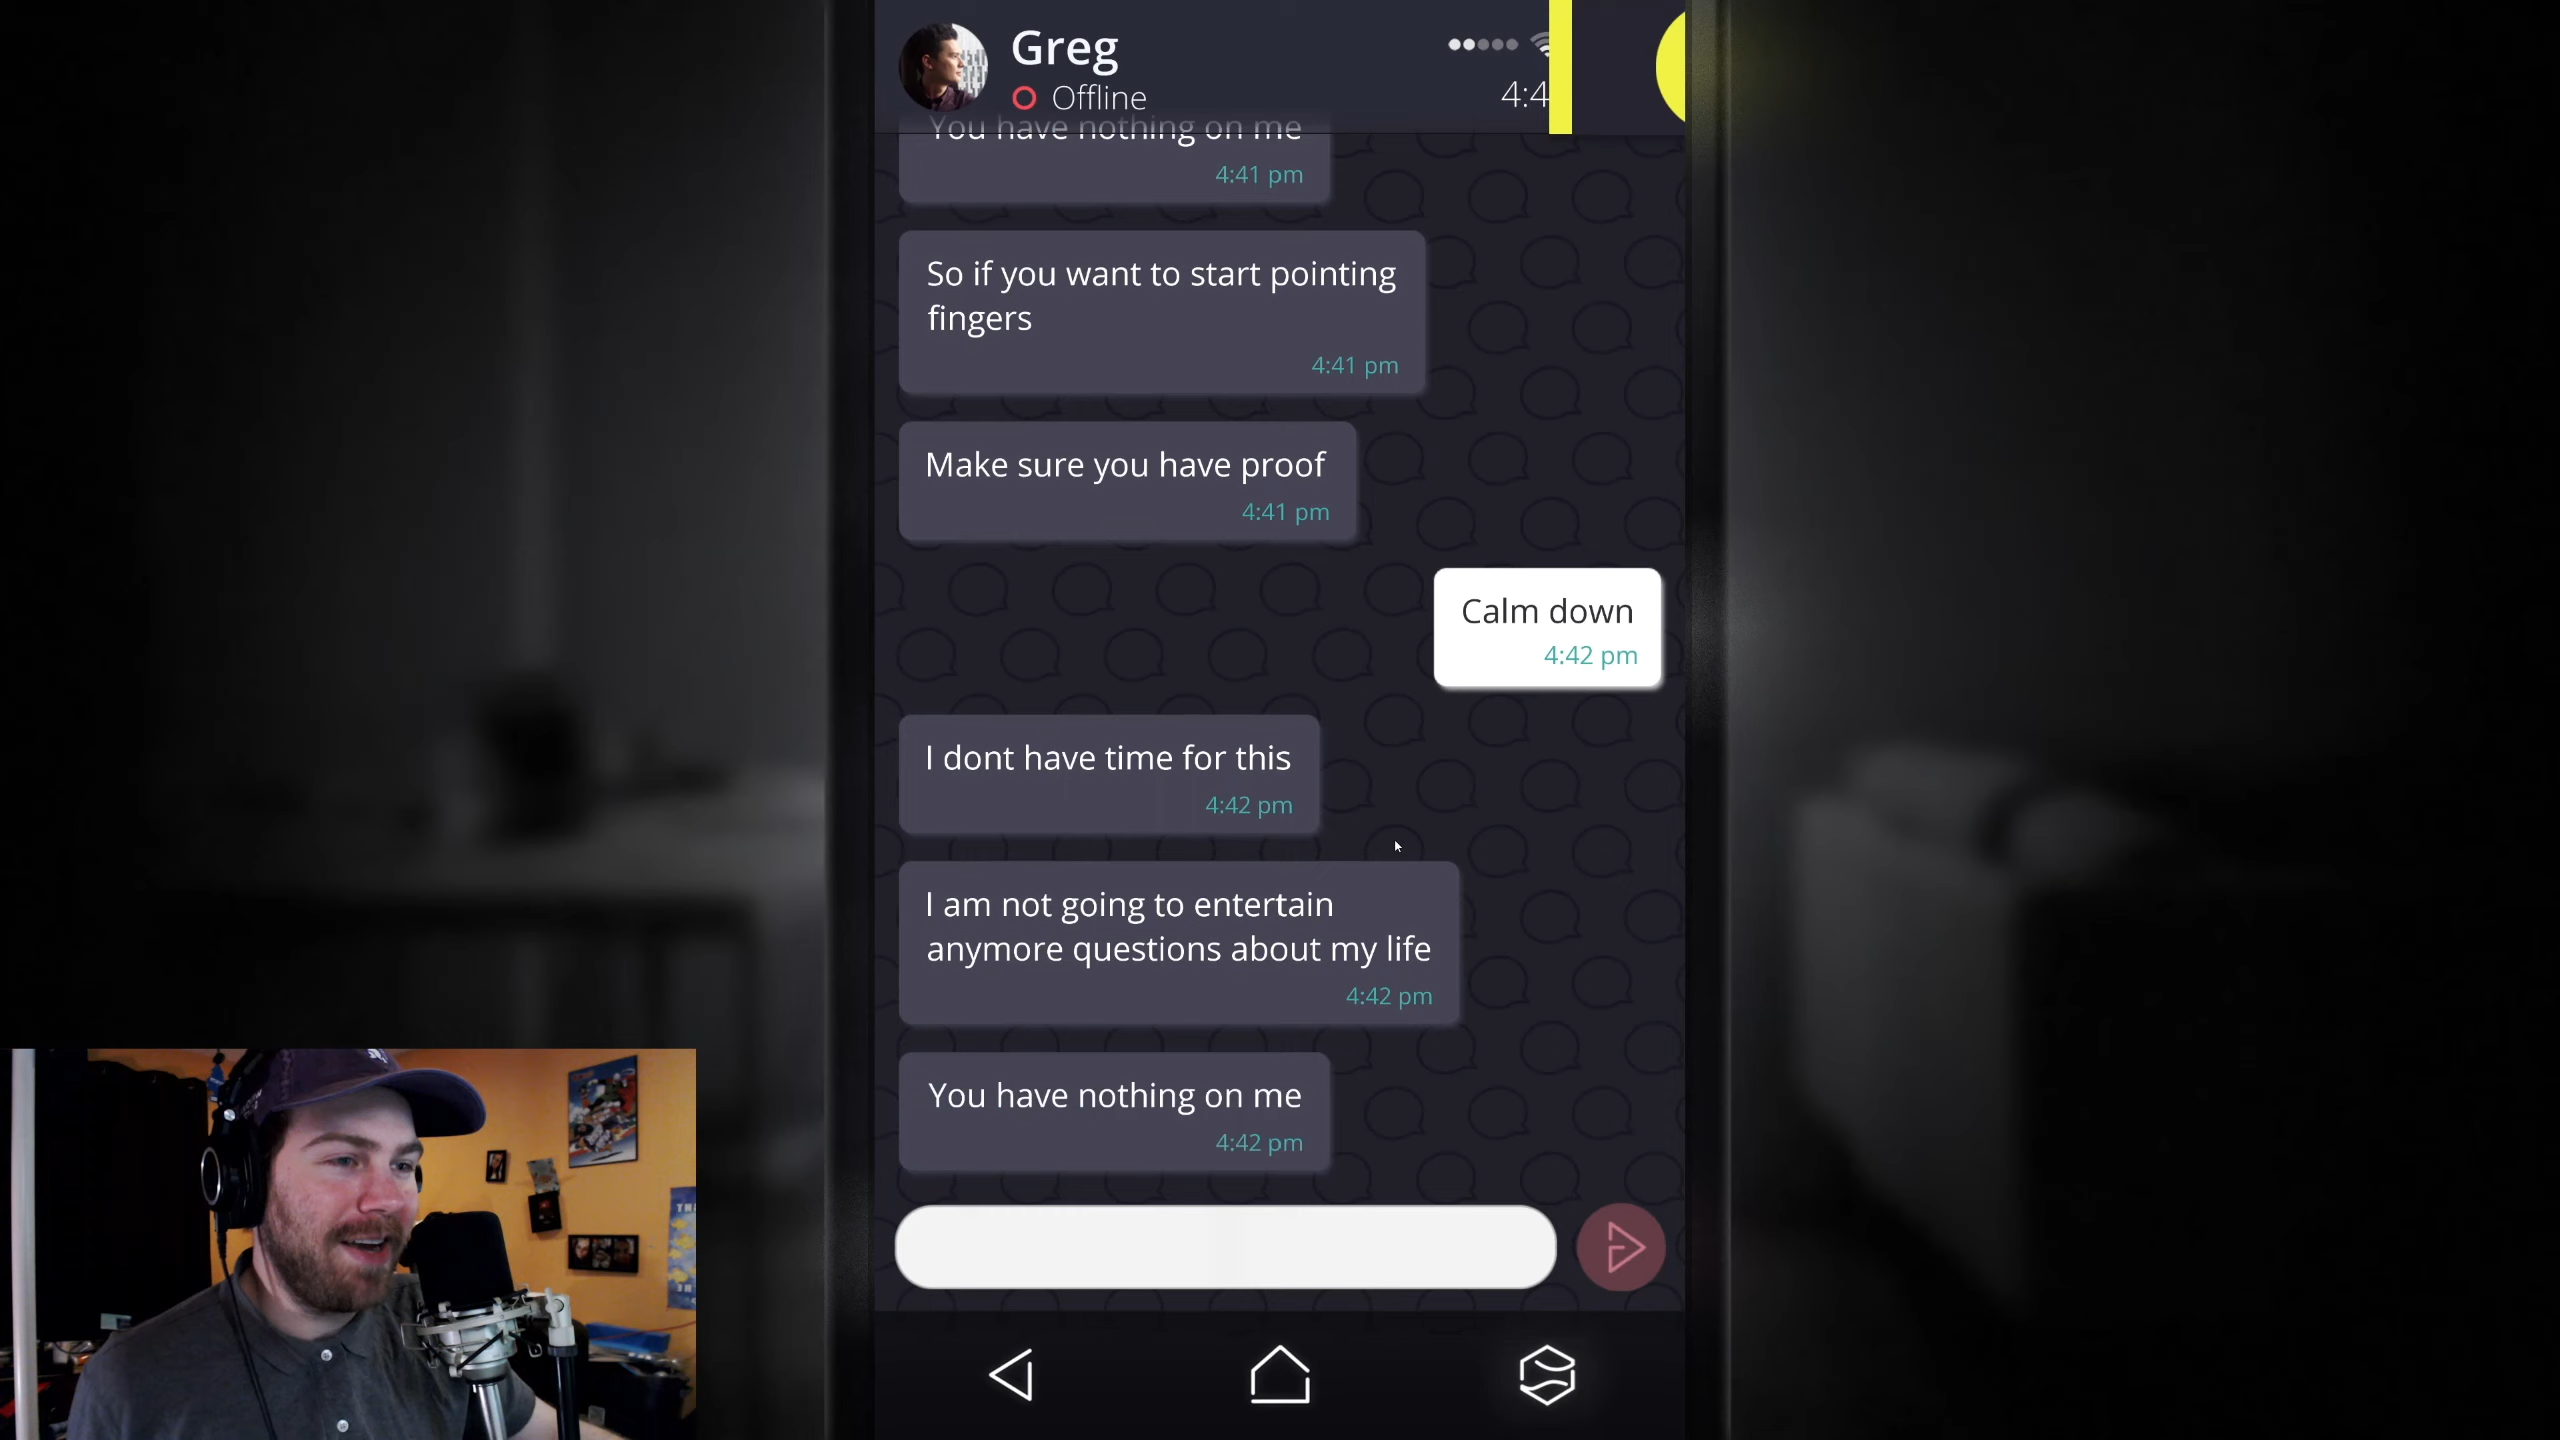 Greg
Offline
4:4
You have nothing on me
4:41 pm
So if you want to start pointing
fingers
4:41 pm
Make sure you have proof
4:41 pm
Calm down
4:42 pm
I dont have time for this
4:42 pm
I am not going to entertain
anymore questions about my life
4:42 pm
You have nothing on me
4:42 pm